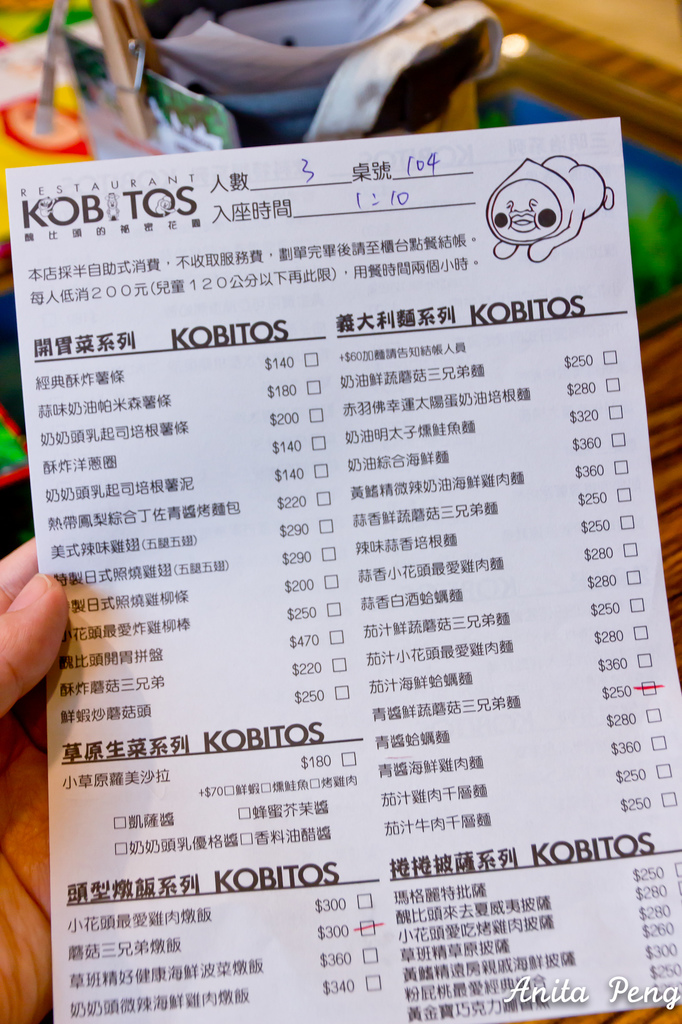 RESTAURANT
KOBITOS
醜比頭的祕密花園
人數 3 桌號 104
入座時間 1:10
本店採半自助式消費，不收取服務費，劃單完畢後請至櫃台點餐結帳。
每人低消200元(兒童120公分以下再此限)，用餐時間兩個小時。
開胃菜系列 KOBITOS
經典酥炸薯條 $140 □
蒜味奶油帕米森薯條 $180 □
奶奶頭乳起司培根薯條 $200 □
酥炸洋蔥圈 $140 □
奶奶頭乳起司培根薯泥 $140 □
熱帶鳳梨綜合丁佐青醬烤麵包 $220 □
美式辣味雞翅(五腿五翅) $290 □
特製日式照燒雞翅(五腿五翅) $290 □
製日式照燒雞柳條 $200 □
小花頭最愛炸雞柳棒 $250 □
醜比頭開胃拼盤 $470 □
酥炸蘑菇三兄弟 $220 □
鮮蝦炒蘑菇頭 $250 □
草原生菜系列 KOBITOS
小草原蘿美沙拉 $180 □
+$70□鮮蝦□燻鮭魚□烤雞肉
□凱薩醬 □蜂蜜芥茉醬
□奶奶頭乳優格醬□香料油醋醬
頭型燉飯系列 KOBITOS
小花頭最愛雞肉燉飯 $300 □
蘑菇三兄弟燉飯 $300 □
草班精好健康海鮮波菜燉飯 $360 □
奶奶頭微辣海鮮雞肉燉飯 $340 □
義大利麵系列 KOBITOS
+$60加麵請告知結帳人員
奶油鮮蔬蘑菇三兄弟麵 $250 □
赤羽佛幸運太陽蛋奶油培根麵 $280 □
奶油明太子燻鮭魚麵 $320 □
奶油綜合海鮮麵 $360 □
黃鰭精微辣奶油海鮮雞肉麵 $360 □
蒜香鮮蔬蘑菇三兄弟麵 $250 □
辣味蒜香培根麵 $250 □
蒜香小花頭最愛雞肉麵 $280 □
蒜香白酒蛤蠣麵 $280 □
茄汁鮮蔬蘑菇三兄弟麵 $250 □
茄汁小花頭最愛雞肉麵 $280 □
茄汁海鮮蛤蠣麵 $360 □
青醬鮮蔬蘑菇三兄弟麵 $250 □
青醬蛤蠣麵 $280 □
青醬海鮮雞肉麵 $360 □
茄汁雞肉千層麵 $250 □
茄汁牛肉千層麵 $250 □
捲捲披薩系列 KOBITOS
瑪格麗特批薩 $250 □
醜比頭來去夏威夷披薩 $280 □
小花頭愛吃烤雞肉披薩 $280
草班精草原披薩 $260
黃鰭精遠房親戚海鮮披薩 $300
粉屁桃最愛經典 $250
黃金寶巧克力
Anita Peng